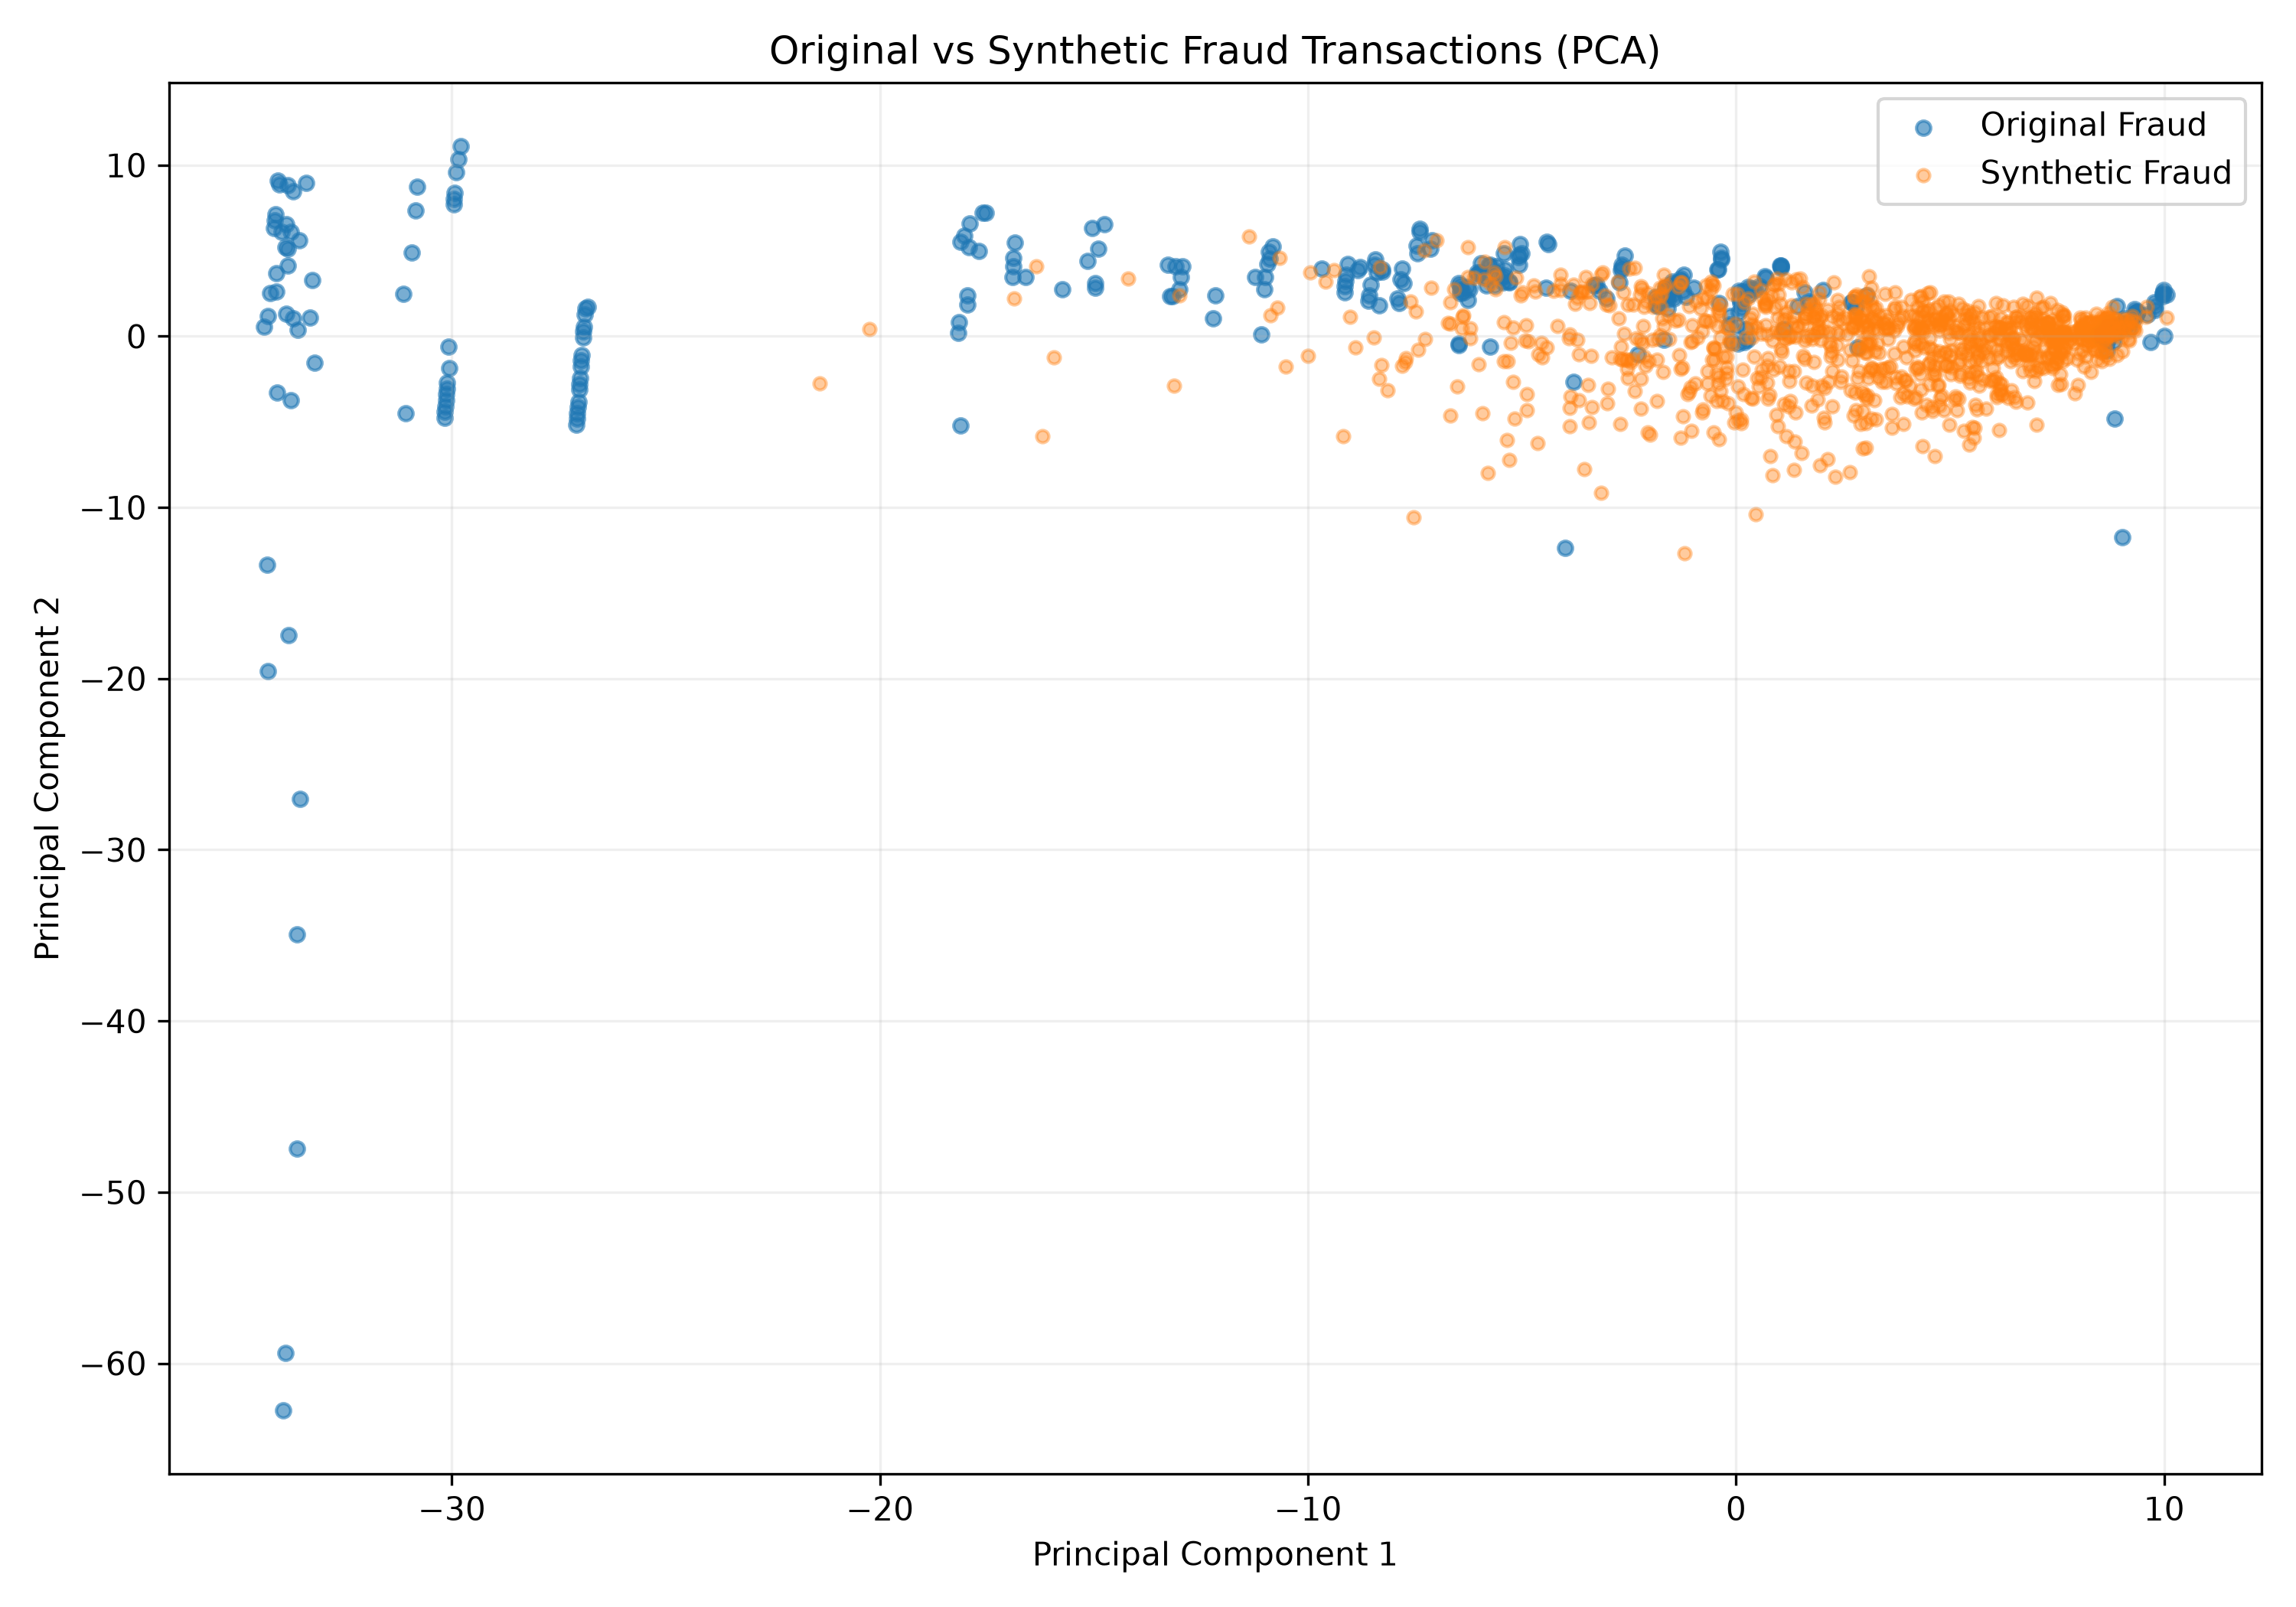 Original vs Synthetic Fraud Transactions (PCA)
Original Fraud
Synthetic Fraud
10
0
−10
−20
−30
−40
−50
−60
Principal Component 2
−30
−20
−10
0
10
Principal Component 1